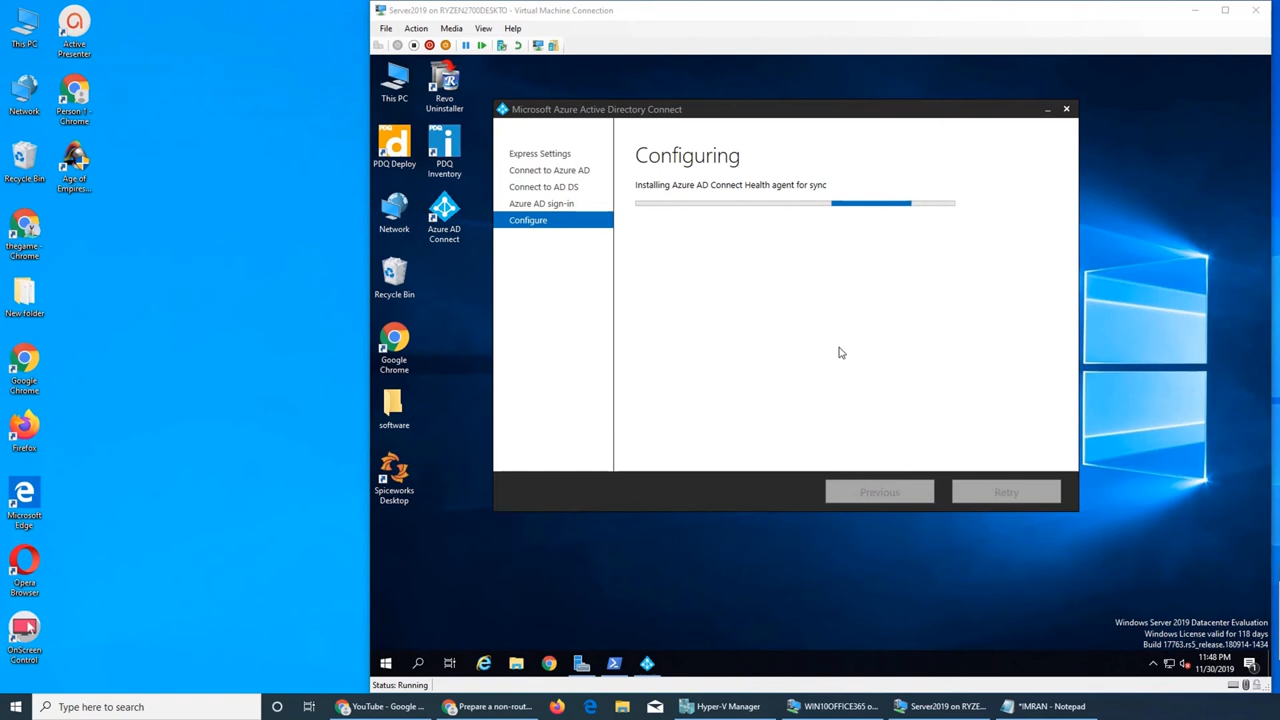 Server2019 on RYZEN2700DESKTO - Virtual Machine Connection
File Action Media View Help
This PC
Active
Presenter
Network
Person 1 -
Chrome
Recycle Bin
Age of
Empires...
thegame -
Chrome
New folder
Google
Chrome
Firefox
Microsoft
Edge
Opera
Browser
OnScreen
Control
This PC
Revo
Uninstaller
PDQ Deploy
PDQ
Inventory
Network
Azure AD
Connect
Recycle Bin
Google
Chrome
software
Spiceworks
Desktop
Microsoft Azure Active Directory Connect
Express Settings
Connect to Azure AD
Connect to AD DS
Azure AD sign-in
Configure
Configuring
Installing Azure AD Connect Health agent for sync
Previous
Retry
Windows Server 2019 Datacenter Evaluation
Windows License valid for 118 days
Build 17763.rs5_release.180914-1434
11:48 PM
11/30/2019
Status: Running
Type here to search
YouTube - Google ...
Prepare a non-rout...
Hyper-V Manager
WIN10OFFICE365 o...
Server2019 on RYZE...
*IMRAN - Notepad